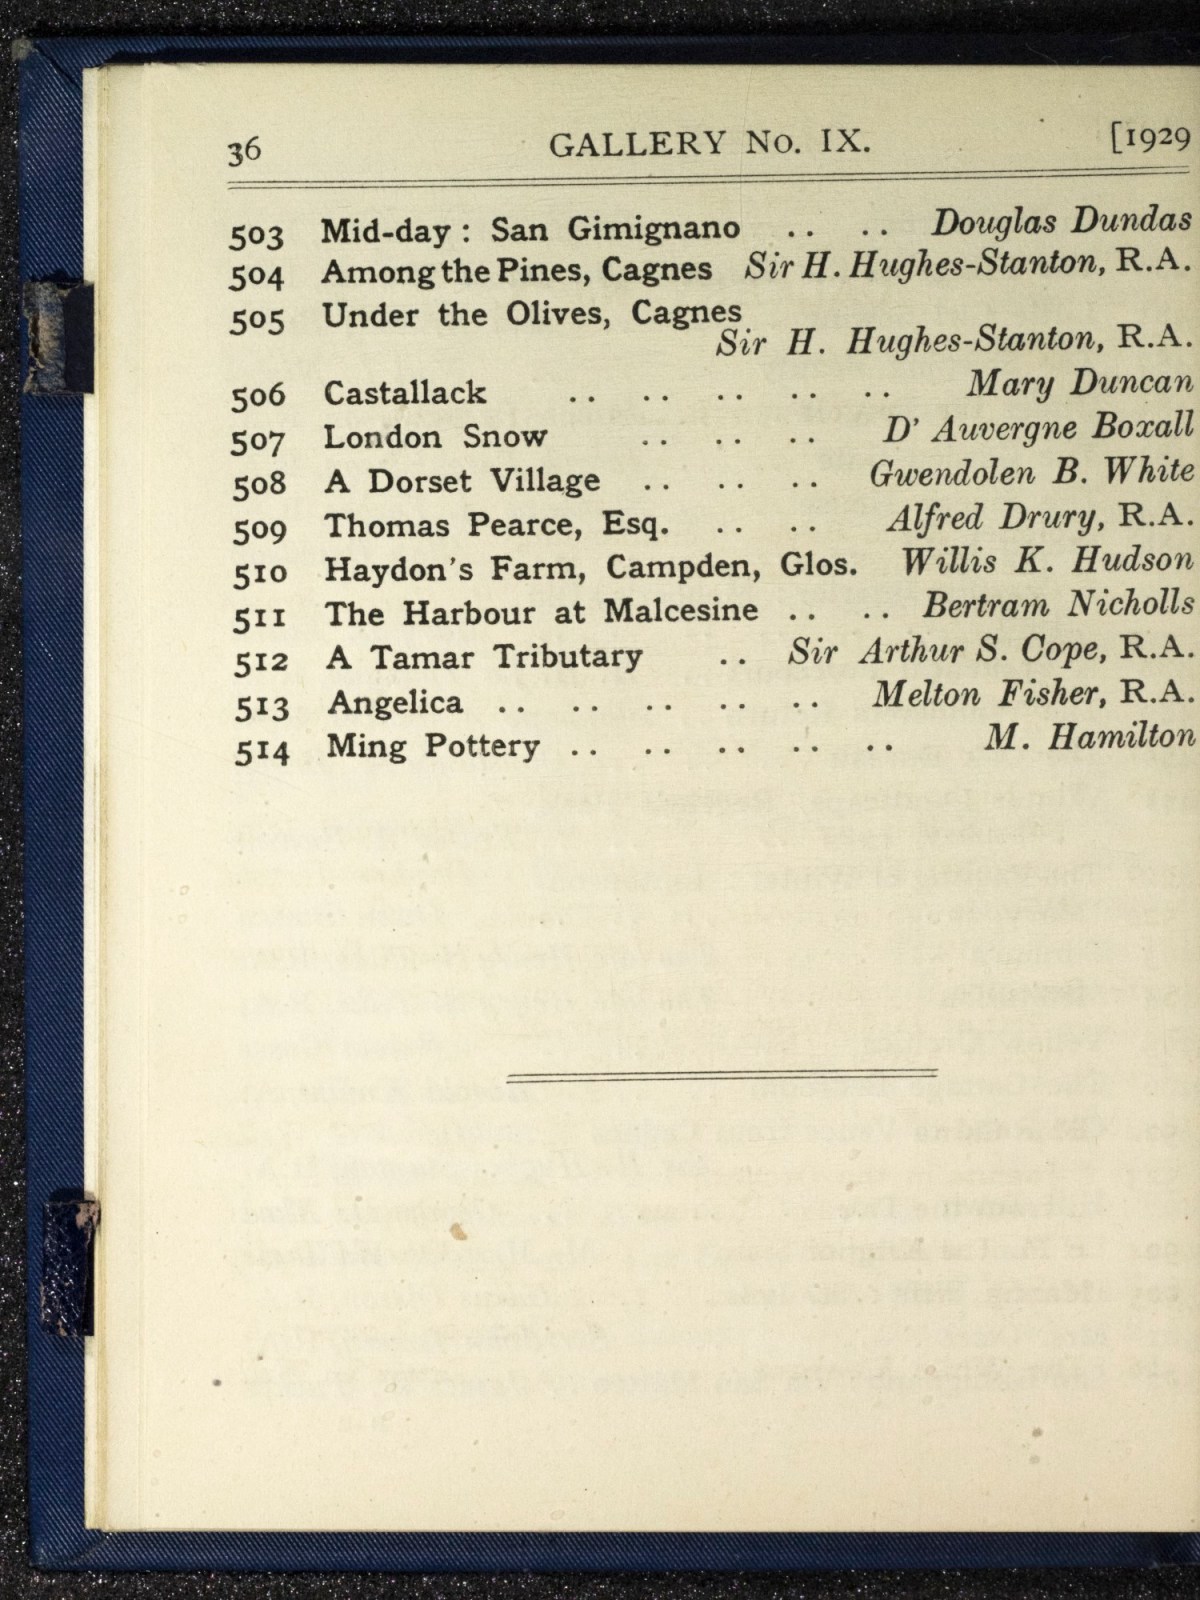 36 GALLERY No. IX. [1929
503 Mid-day : San Gimignano .. .. Douglas Dundas
504 Among the Pines, Cagnes Sir H. Hughes-Stanton, R.A.
505 Under the Olives, Cagnes
Sir H. Hughes-Stanton, R.A.
506 Castallack .. .. .. .. .. Mary Duncan
507 London Snow .. .. .. D' Auvergne Boxall
508 A Dorset Village .. .. .. Gwendolen B. White
509 Thomas Pearce, Esq. .. .. Alfred Drury, R.A.
510 Haydon's Farm, Campden, Glos. Willis K. Hudson
511 The Harbour at Malcesine .. .. Bertram Nicholls
512 A Tamar Tributary .. Sir Arthur S. Cope, R.A.
513 Angelica .. .. .. .. .. Melton Fisher, R.A.
514 Ming Pottery .. .. .. .. .. M. Hamilton